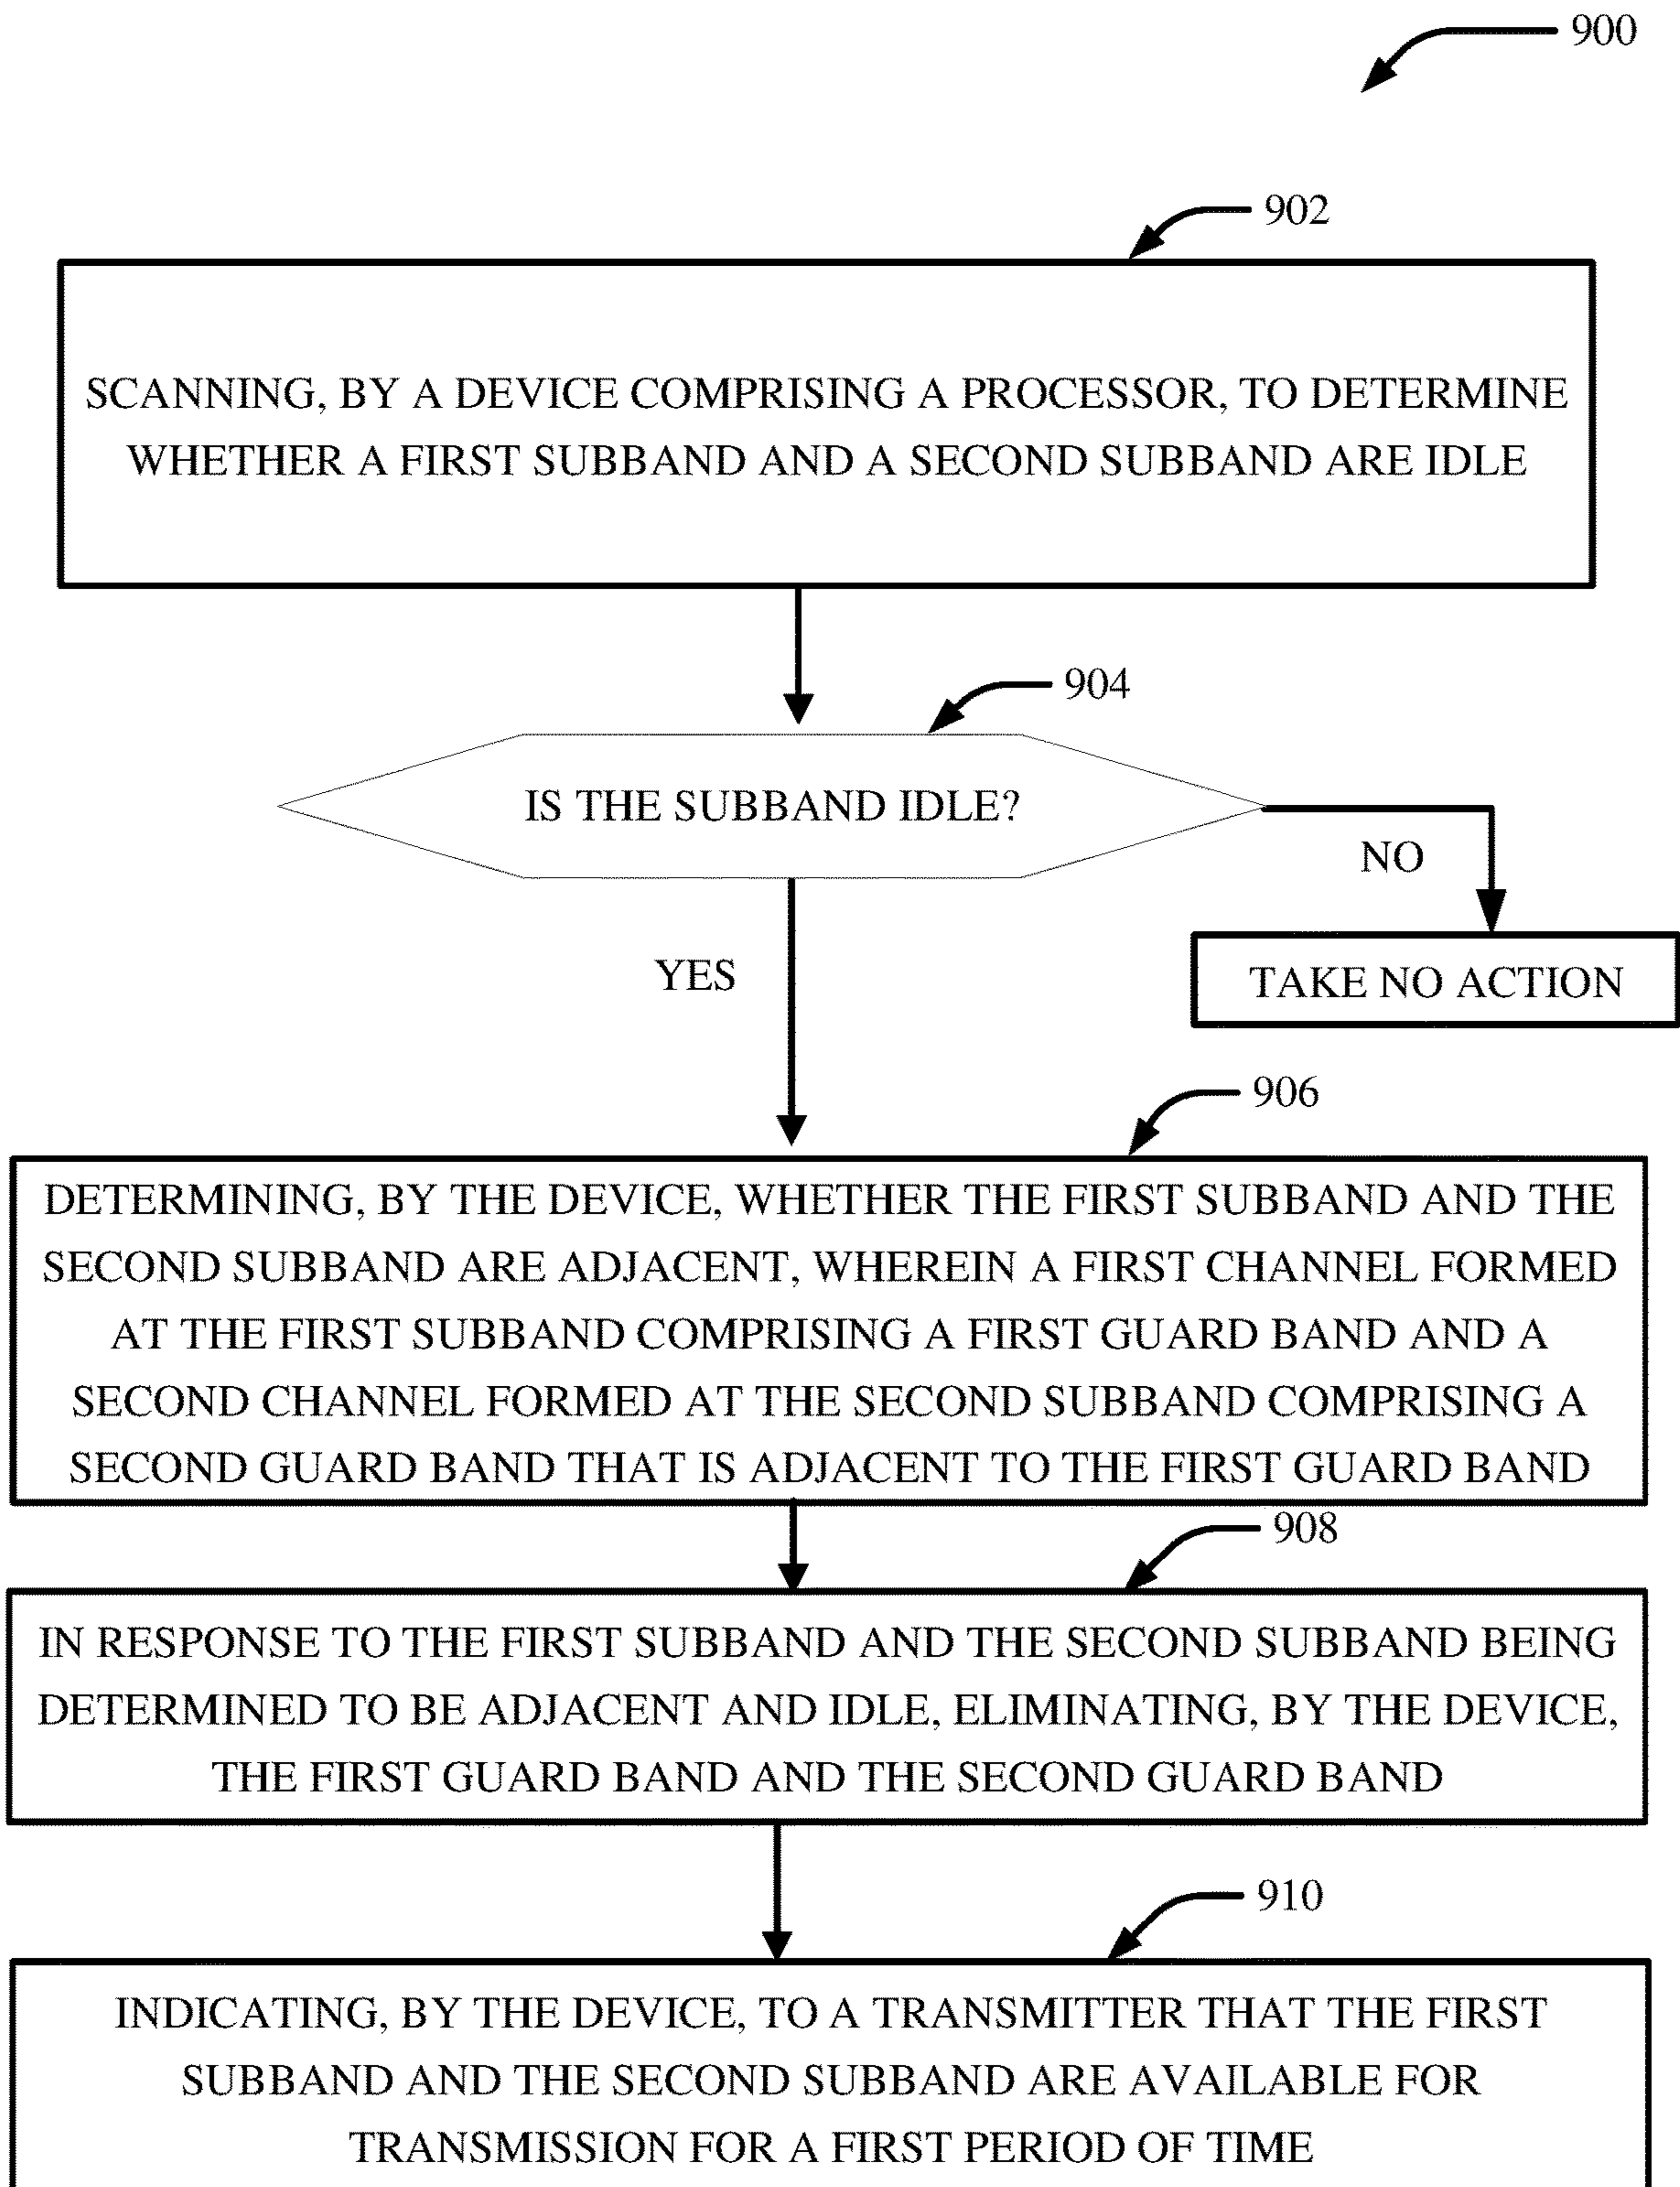 900
902
SCANNING, BY A DEVICE COMPRISING A PROCESSOR, TO DETERMINE
WHETHER A FIRST SUBBAND AND A SECOND SUBBAND ARE IDLE
904
IS THE SUBBAND IDLE?
NO
YES
TAKE NO ACTION
906
DETERMINING, BY THE DEVICE, WHETHER THE FIRST SUBBAND AND THE
SECOND SUBBAND ARE ADJACENT, WHEREIN A FIRST CHANNEL FORMED
AT THE FIRST SUBBAND COMPRISING A FIRST GUARD BAND AND A
SECOND CHANNEL FORMED AT THE SECOND SUBBAND COMPRISING A
SECOND GUARD BAND THAT IS ADJACENT TO THE FIRST GUARD BAND
908
IN RESPONSE TO THE FIRST SUBBAND AND THE SECOND SUBBAND BEING
DETERMINED TO BE ADJACENT AND IDLE, ELIMINATING, BY THE DEVICE,
THE FIRST GUARD BAND AND THE SECOND GUARD BAND
910
INDICATING, BY THE DEVICE, TO A TRANSMITTER THAT THE FIRST
SUBBAND AND THE SECOND SUBBAND ARE AVAILABLE FOR
TRANSMISSION FOR A FIRST PERIOD OF TIME